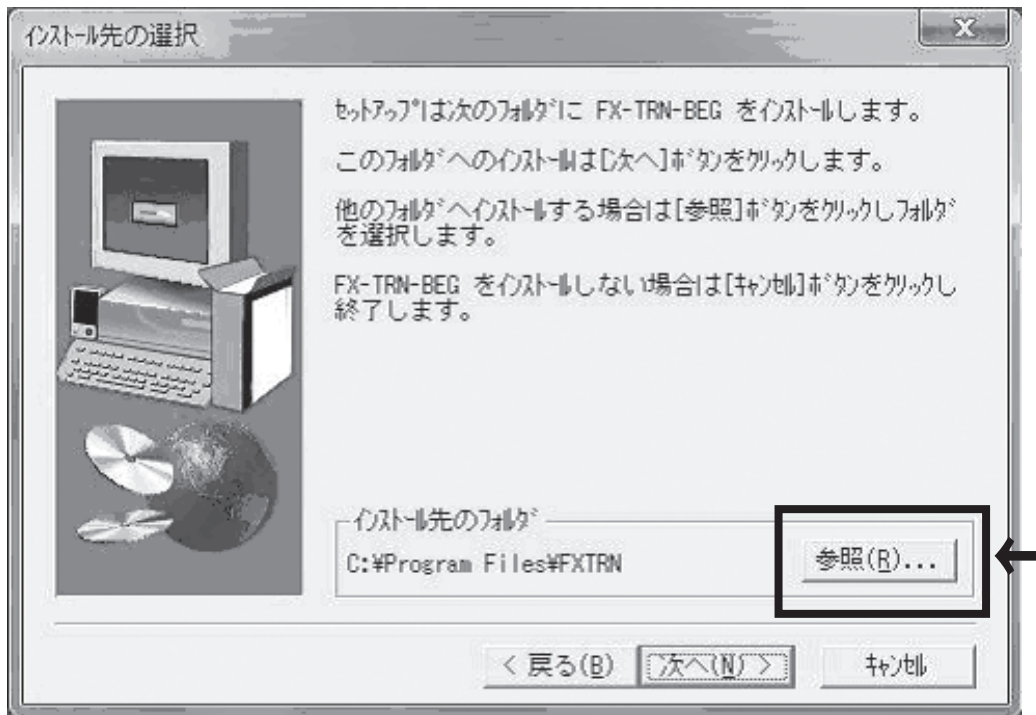 ｲﾝｽﾄｰﾙ先の選択
ｾｯﾄｱｯﾌﾟは次のﾌｫﾙﾀﾞに FX-TRN-BEG をｲﾝｽﾄｰﾙします。
このﾌｫﾙﾀﾞへのｲﾝｽﾄｰﾙは[次へ]ﾎﾞﾀﾝをｸﾘｯｸします。
他のﾌｫﾙﾀﾞへｲﾝｽﾄｰﾙする場合は[参照]ﾎﾞﾀﾝをｸﾘｯｸしﾌｫﾙﾀﾞ
を選択します。
FX-TRN-BEG をｲﾝｽﾄｰﾙしない場合は[ｷｬﾝｾﾙ]ﾎﾞﾀﾝをｸﾘｯｸし
終了します。
ｲﾝｽﾄｰﾙ先のﾌｫﾙﾀﾞ
C:¥Program Files¥FXTRN
参照(R)...
< 戻る(B)
次へ(N) >
ｷｬﾝｾﾙ